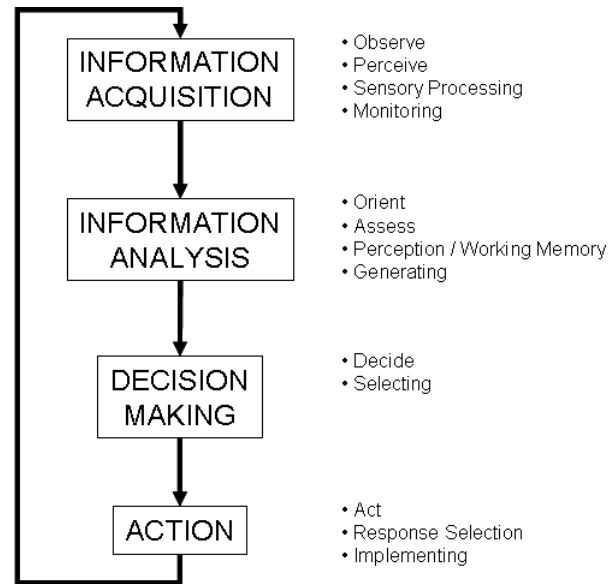 INFORMATION
ACQUISITION
• Observe
• Perceive
• Sensory Processing
• Monitoring
INFORMATION
ANALYSIS
• Orient
• Assess
• Perception / Working Memory
• Generating
DECISION
MAKING
• Decide
• Selecting
ACTION
• Act
• Response Selection
• Implementing